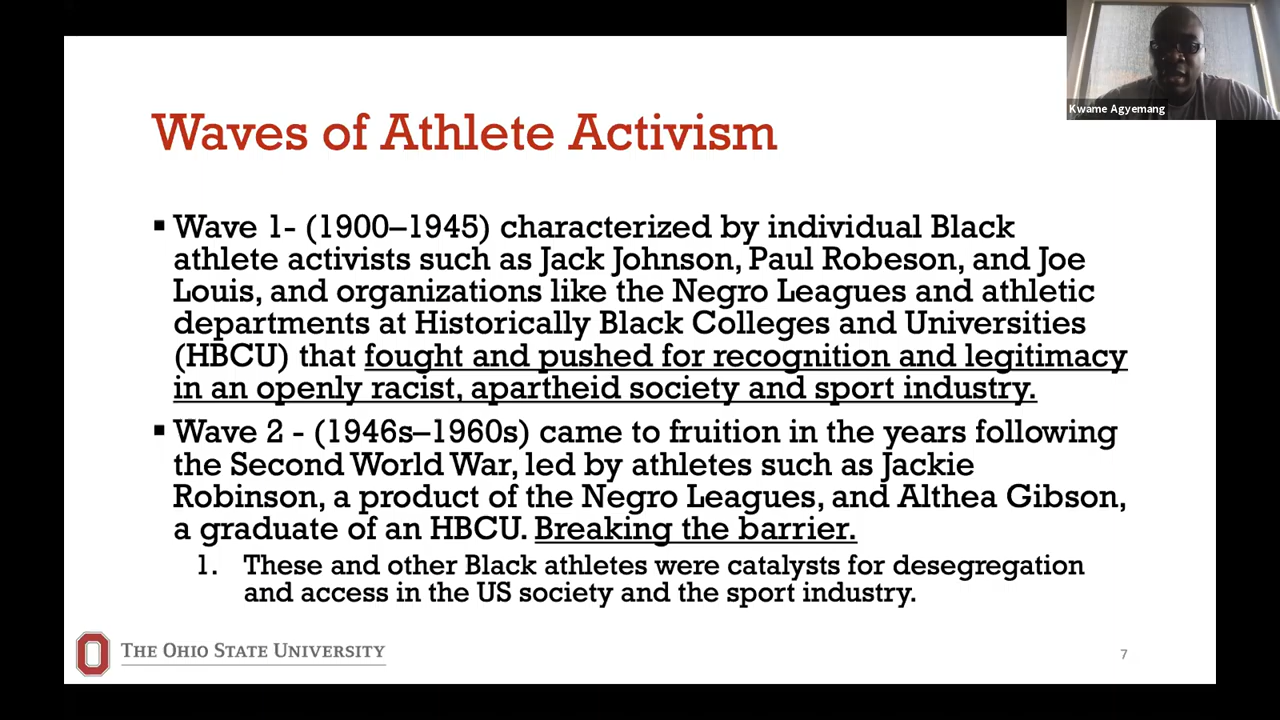 Kwame Agyemang
Waves of Athlete Activism
▪ Wave 1- (1900–1945) characterized by individual Black
athlete activists such as Jack Johnson, Paul Robeson, and Joe
Louis, and organizations like the Negro Leagues and athletic
departments at Historically Black Colleges and Universities
(HBCU) that fought and pushed for recognition and legitimacy
in an openly racist, apartheid society and sport industry.
▪ Wave 2 - (1946s–1960s) came to fruition in the years following
the Second World War, led by athletes such as Jackie
Robinson, a product of the Negro Leagues, and Althea Gibson,
a graduate of an HBCU. Breaking the barrier.
1. These and other Black athletes were catalysts for desegregation
and access in the US society and the sport industry.
THE OHIO STATE UNIVERSITY
7